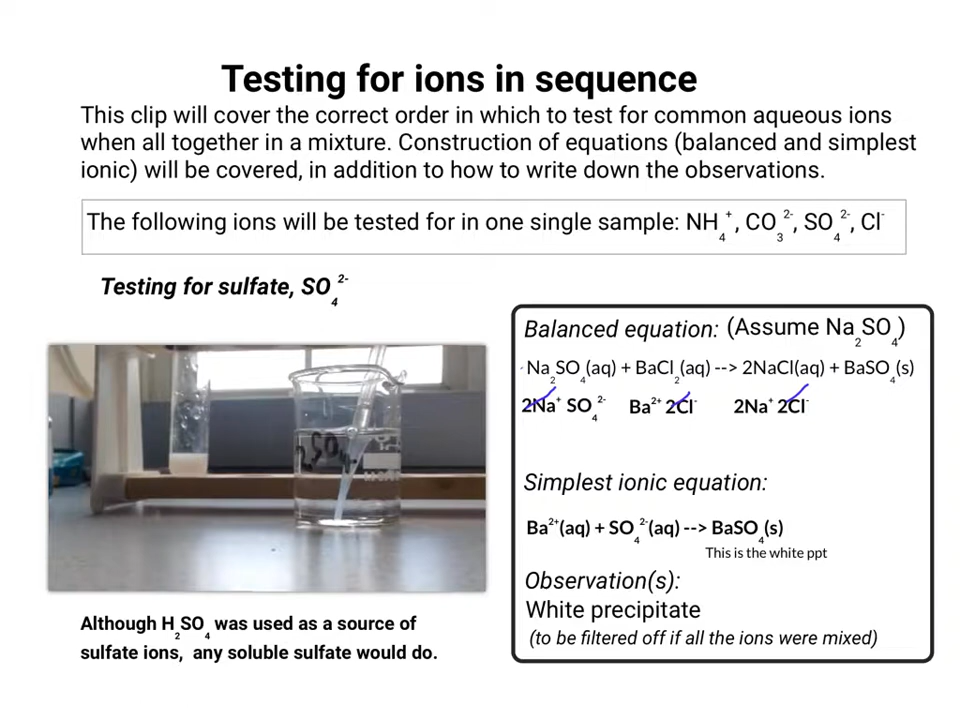 Testing for ions in sequence
This clip will cover the correct order in which to test for common aqueous ions
when all together in a mixture. Construction of equations (balanced and simplest
ionic) will be covered, in addition to how to write down the observations.
The following ions will be tested for in one single sample: NH₄⁺, CO₃²⁻, SO₄²⁻, Cl⁻
Testing for sulfate, SO₄²⁻
Balanced equation: (Assume Na₂SO₄)
Na₂SO₄(aq) + BaCl₂(aq) --> 2NaCl(aq) + BaSO₄(s)
2Na⁺ SO₄²⁻ Ba²⁺ 2Cl⁻ 2Na⁺ 2Cl⁻
Simplest ionic equation:
Ba²⁺(aq) + SO₄²⁻(aq) --> BaSO₄(s)
This is the white ppt
Observation(s):
White precipitate
(to be filtered off if all the ions were mixed)
Although H₂SO₄ was used as a source of
sulfate ions, any soluble sulfate would do.